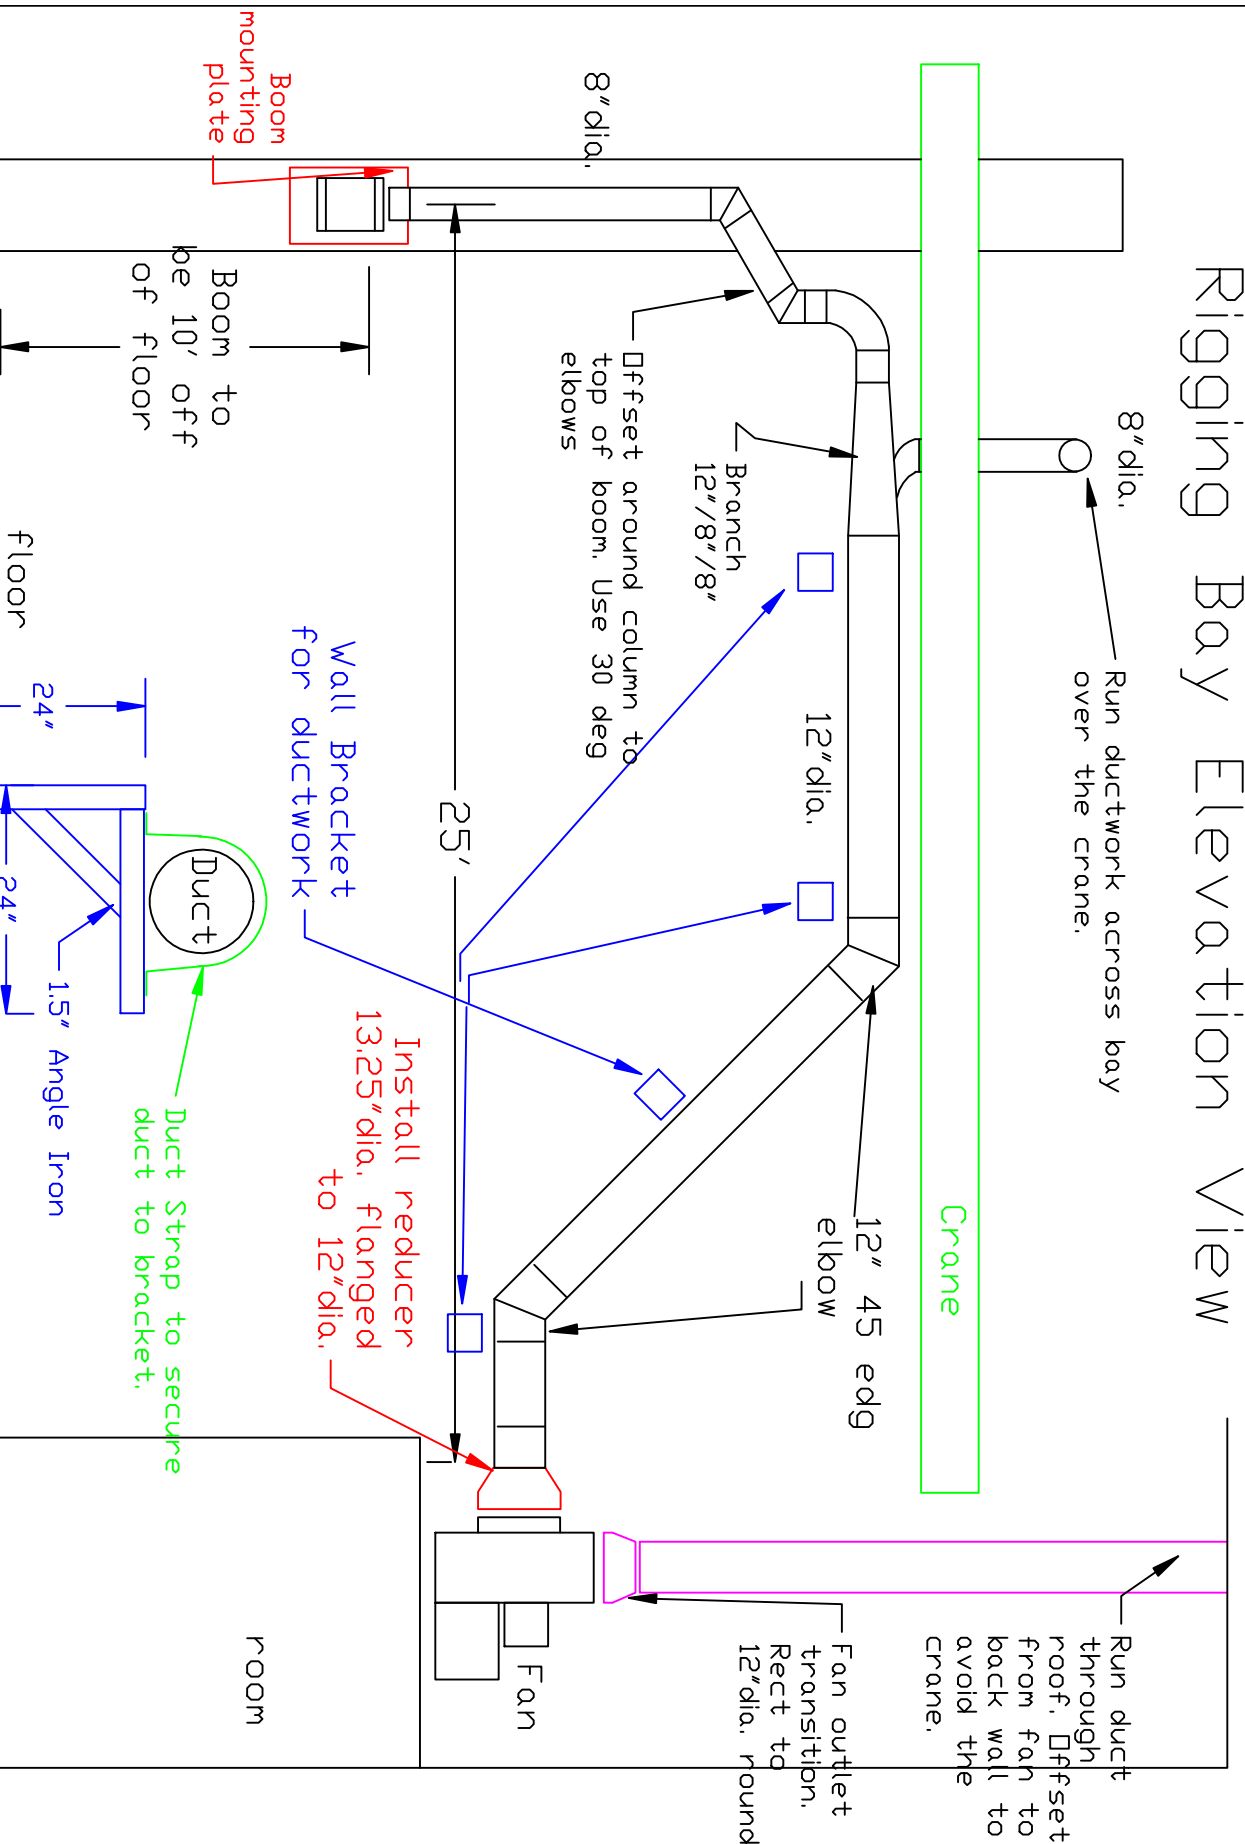 Rigging Bay Elevation View
8"dia.
Run ductwork across bay
over the crane.
Run duct
through
roof. Offset
from fan to
back wall to
avoid the
crane.
Crane
8"dia.
Branch
12"/8"/8"
12"dia.
12" 45 edg
elbow
Fan outlet
transition.
Rect to
12"dia. round
Offset around column to
top of boom. Use 30 deg
elbows
Fan
25'
Install reducer
13.25"dia. flanged
to 12"dia.
Wall Bracket
for ductwork
Boom
mounting
plate
Boom to
be 10' off
of floor
room
Duct
Duct Strap to secure
duct to bracket.
1.5" Angle Iron
24"
24"
floor